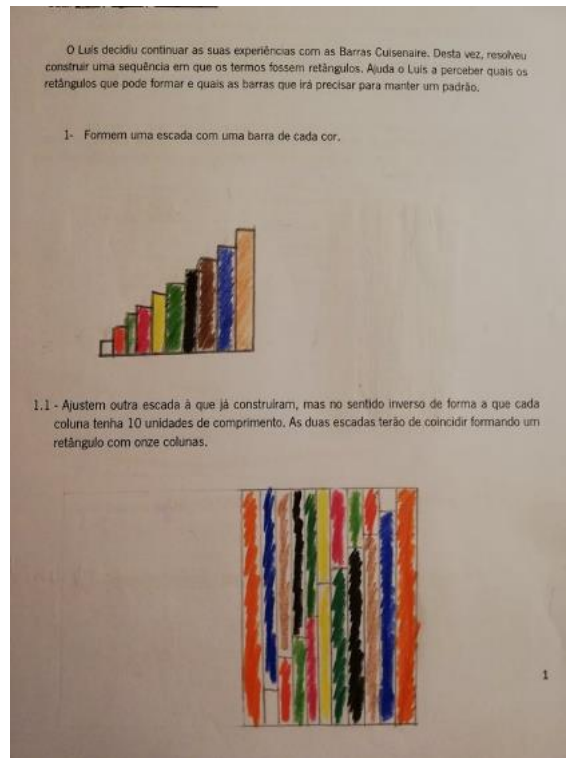 O Luís decidiu continuar as suas experiências com as Barras Cuisenaire. Desta vez, resolveu
construir uma sequência em que os termos fossem retângulos. Ajuda o Luís a perceber quais os
retângulos que pode formar e quais as barras que irá precisar para manter um padrão.
1- Formem uma escada com uma barra de cada cor.
1.1 - Ajustem outra escada à que já construíram, mas no sentido inverso de forma a que cada
coluna tenha 10 unidades de comprimento. As duas escadas terão de coincidir formando um
retângulo com onze colunas.
1